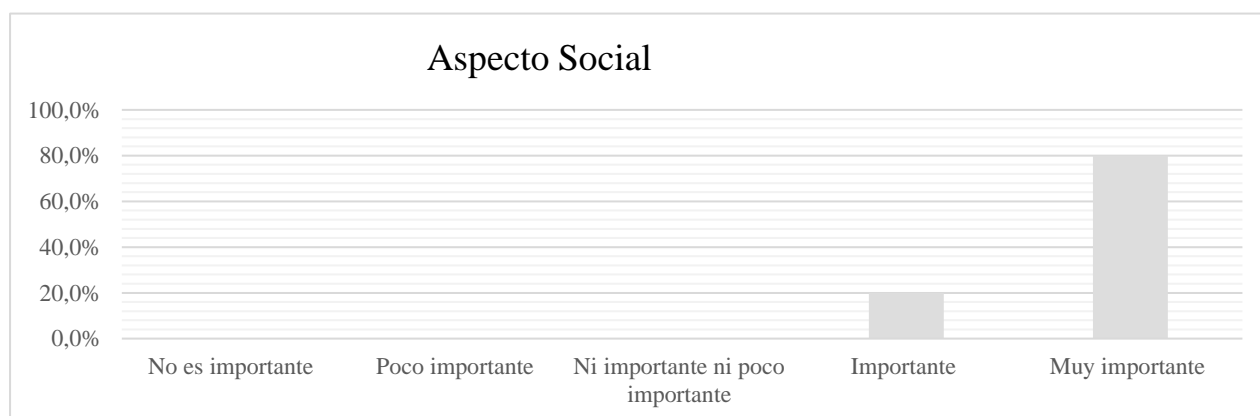 Aspecto Social
100,0%
80,0%
60,0%
40,0%
20,0%
0,0%
No es importante
Poco importante
Ni importante ni poco
importante
Importante
Muy importante